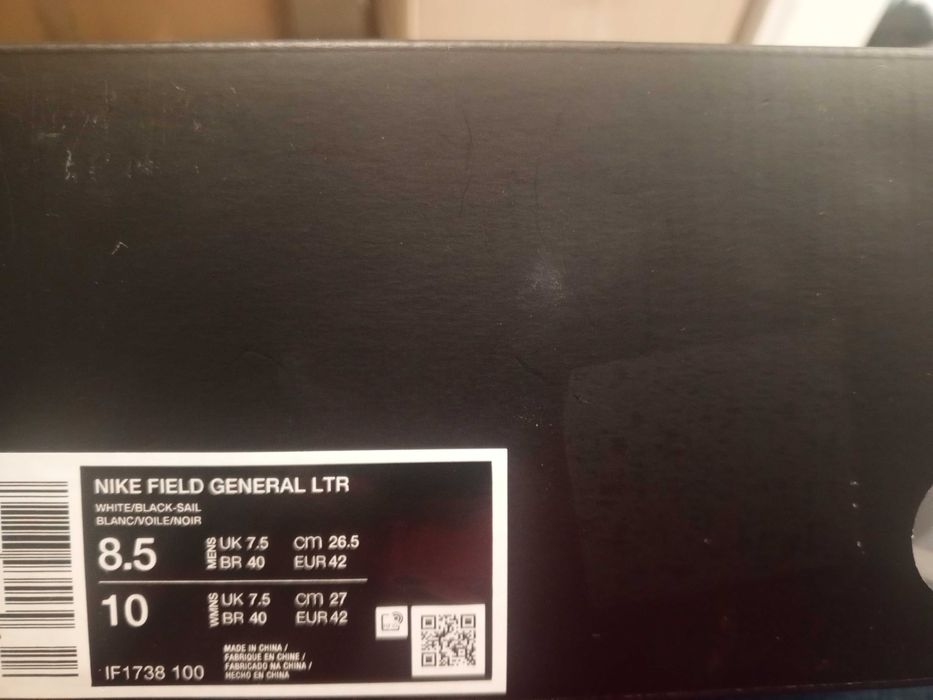 NIKE FIELD GENERAL LTR
WHITE/BLACK-SAIL
BLANC/VOILE/NOIR
8.5 MENS UK 7.5 cm 26.5
BR 40 EUR 42
10 WMNS UK 7.5 cm 27
BR 40 EUR 42
IF1738 100
MADE IN CHINA /
FABRIQUE EN CHINE /
FABRICADO NA CHINA /
HECHO EN CHINA